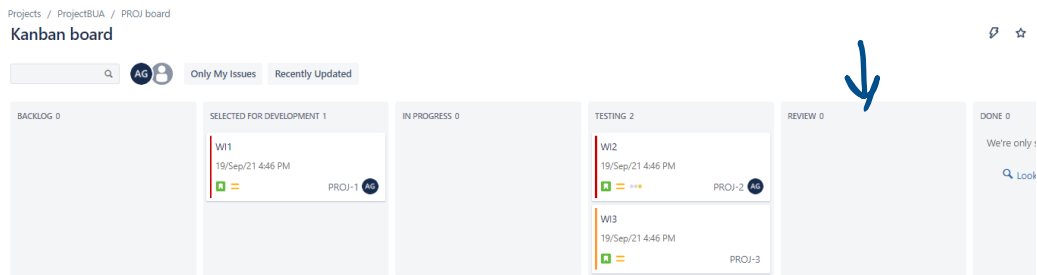 Projects / ProjectBUA / PROJ board
Kanban board
AG Only My Issues Recently Updated
BACKLOG 0 SELECTED FOR DEVELOPMENT 1 IN PROGRESS 0 TESTING 2 REVIEW 0 DONE 0
We're only s
WI1
19/Sep/21 4:46 PM
PROJ-1 AG
WI2
19/Sep/21 4:46 PM
PROJ-2 AG
WI3
19/Sep/21 4:46 PM
PROJ-3
Look